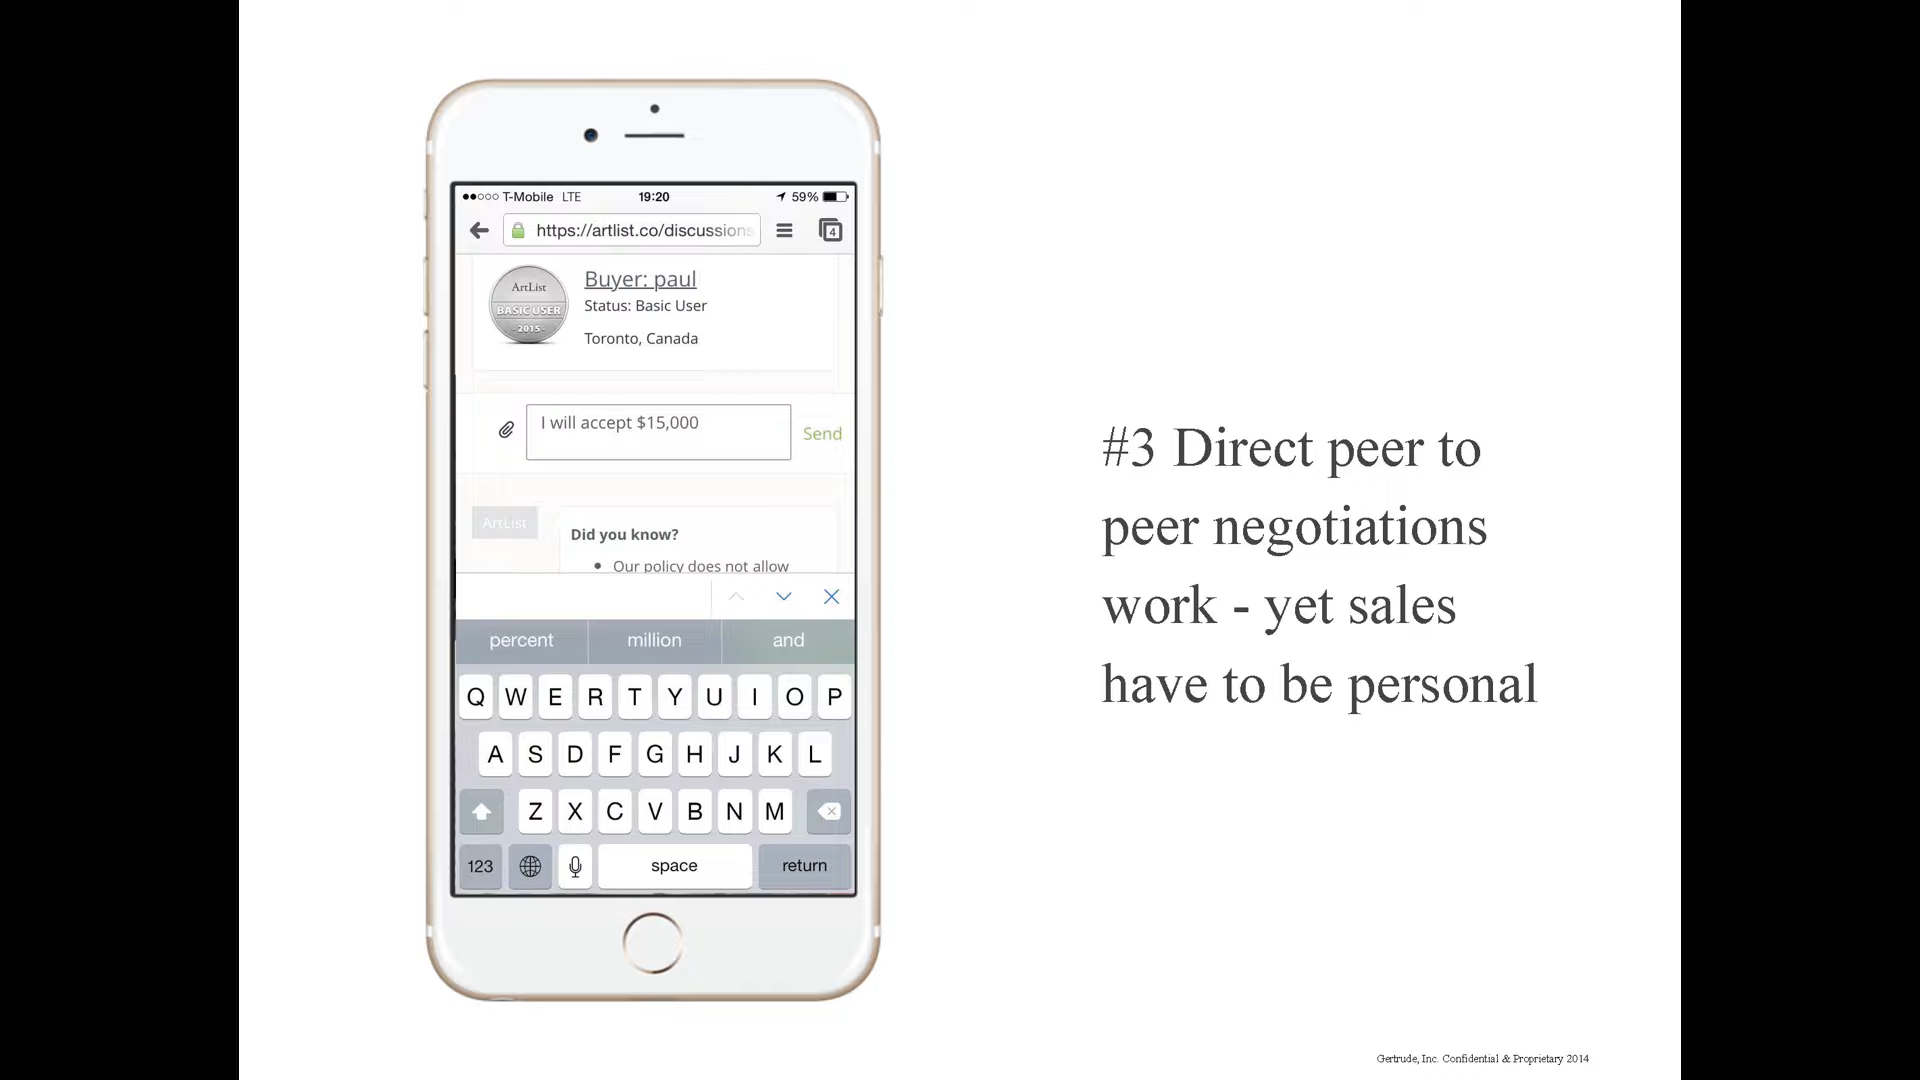 T-Mobile LTE 19:20 59%
https://artlist.co/discussions 4
ArtList
BASIC USER
- 2015 -
Buyer: paul
Status: Basic User
Toronto, Canada
I will accept $15,000
Send
ArtList
Did you know?
• Our policy does not allow
percent million and
Q W E R T Y U I O P
A S D F G H J K L
Z X C V B N M
123 space return
#3 Direct peer to
peer negotiations
work - yet sales
have to be personal
Gertrude, Inc. Confidential & Proprietary 2014